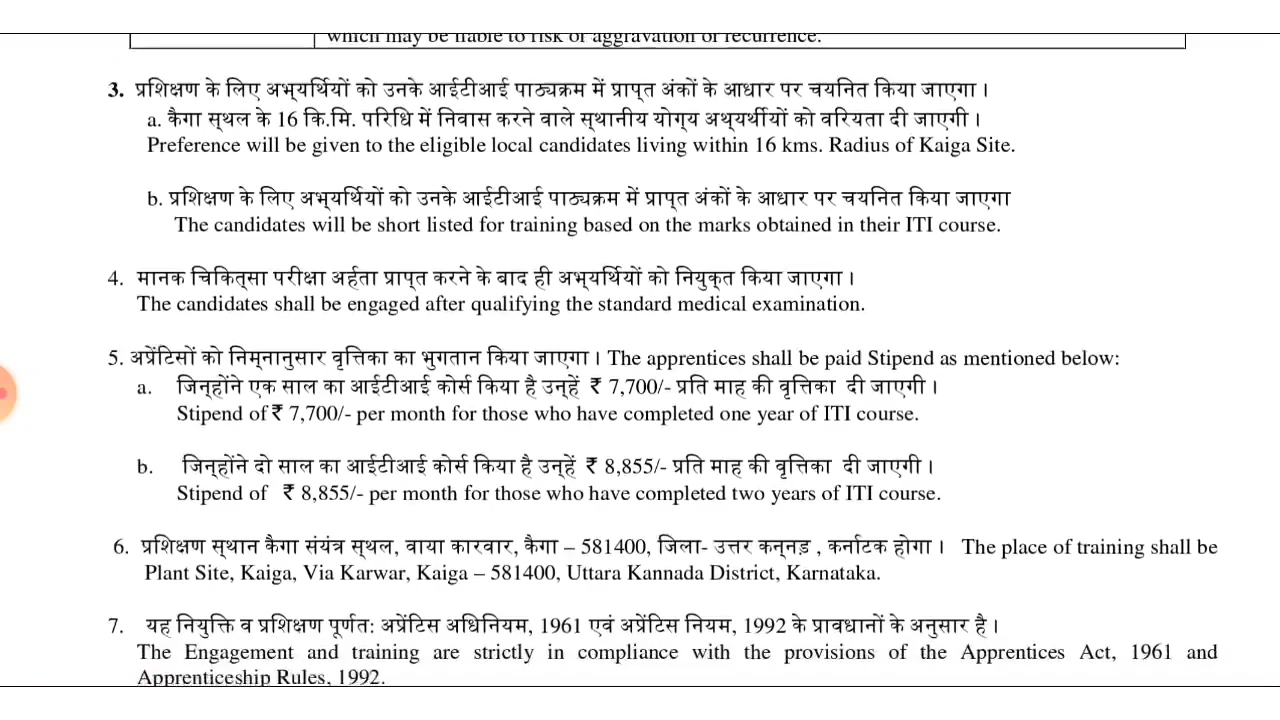 which may be liable to risk of aggravation or recurrence.
3. प्रशिक्षण के लिए अभ्यर्थियों को उनके आईटीआई पाठ्यक्रम में प्राप्त अंकों के आधार पर चयनित किया जाएगा ।
a. कैगा स्थल के 16 कि.मि. परिधि में निवास करने वाले स्थानीय योग्य अथ्यर्थीयों को वरियता दी जाएगी ।
Preference will be given to the eligible local candidates living within 16 kms. Radius of Kaiga Site.
b. प्रशिक्षण के लिए अभ्यर्थियों को उनके आईटीआई पाठ्यक्रम में प्राप्त अंकों के आधार पर चयनित किया जाएगा
The candidates will be short listed for training based on the marks obtained in their ITI course.
4. मानक चिकित्सा परीक्षा अर्हता प्राप्त करने के बाद ही अभ्यर्थियों को नियुक्त किया जाएगा ।
The candidates shall be engaged after qualifying the standard medical examination.
5. अप्रेंटिसों को निम्नानुसार वृत्तिका का भुगतान किया जाएगा । The apprentices shall be paid Stipend as mentioned below:
a. जिन्होंने एक साल का आईटीआई कोर्स किया है उन्हें ₹ 7,700/- प्रति माह की वृत्तिका दी जाएगी ।
Stipend of ₹ 7,700/- per month for those who have completed one year of ITI course.
b. जिन्होंने दो साल का आईटीआई कोर्स किया है उन्हें ₹ 8,855/- प्रति माह की वृत्तिका दी जाएगी ।
Stipend of ₹ 8,855/- per month for those who have completed two years of ITI course.
6. प्रशिक्षण स्थान कैगा संयंत्र स्थल, वाया कारवार, कैगा – 581400, जिला- उत्तर कन्नड़ , कर्नाटक होगा । The place of training shall be
Plant Site, Kaiga, Via Karwar, Kaiga – 581400, Uttara Kannada District, Karnataka.
7. यह नियुक्ति व प्रशिक्षण पूर्णत: अप्रेंटिस अधिनियम, 1961 एवं अप्रेंटिस नियम, 1992 के प्रावधानों के अनुसार है ।
The Engagement and training are strictly in compliance with the provisions of the Apprentices Act, 1961 and
Apprenticeship Rules, 1992.